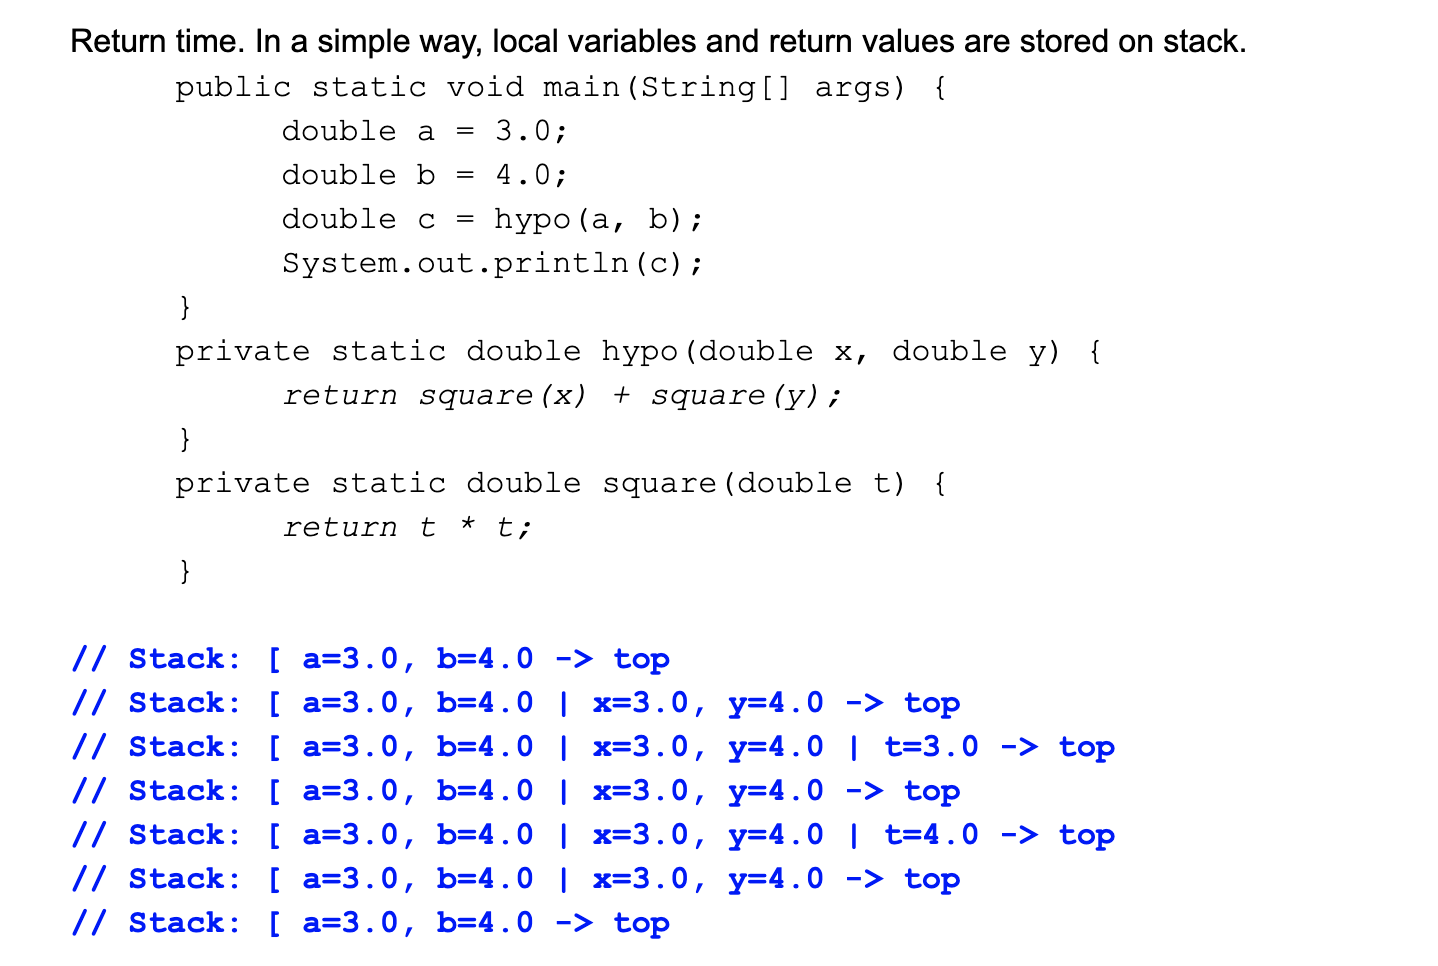 Return time. In a simple way, local variables and return values are stored on stack.
public static void main(String[] args) {
double a = 3.0;
double b = 4.0;
double c = hypo(a, b);
System.out.println(c);
}
private static double hypo(double x, double y) {
return square(x) + square(y);
}
private static double square(double t) {
return t * t;
}
// Stack: [ a=3.0, b=4.0 -> top
// Stack: [ a=3.0, b=4.0 | x=3.0, y=4.0 -> top
// Stack: [ a=3.0, b=4.0 | x=3.0, y=4.0 | t=3.0 -> top
// Stack: [ a=3.0, b=4.0 | x=3.0, y=4.0 -> top
// Stack: [ a=3.0, b=4.0 | x=3.0, y=4.0 | t=4.0 -> top
// Stack: [ a=3.0, b=4.0 | x=3.0, y=4.0 -> top
// Stack: [ a=3.0, b=4.0 -> top